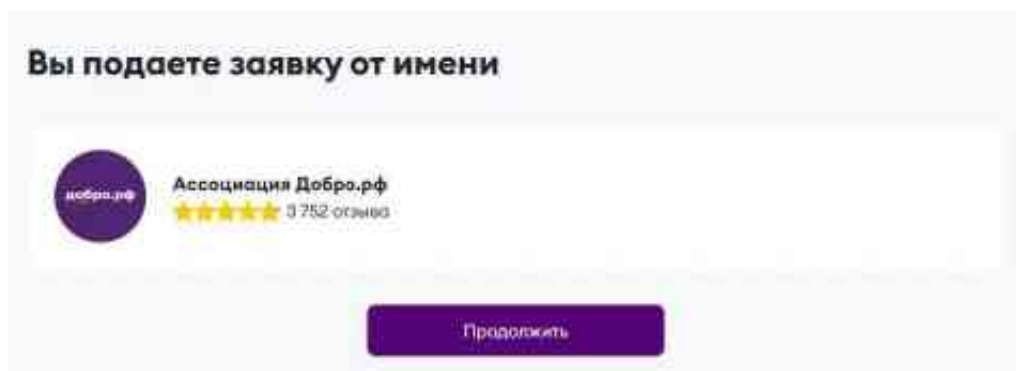 Вы подаете заявку от имени
добро.рф
Ассоциация Добро.рф
3 752 отзыва
Продолжить